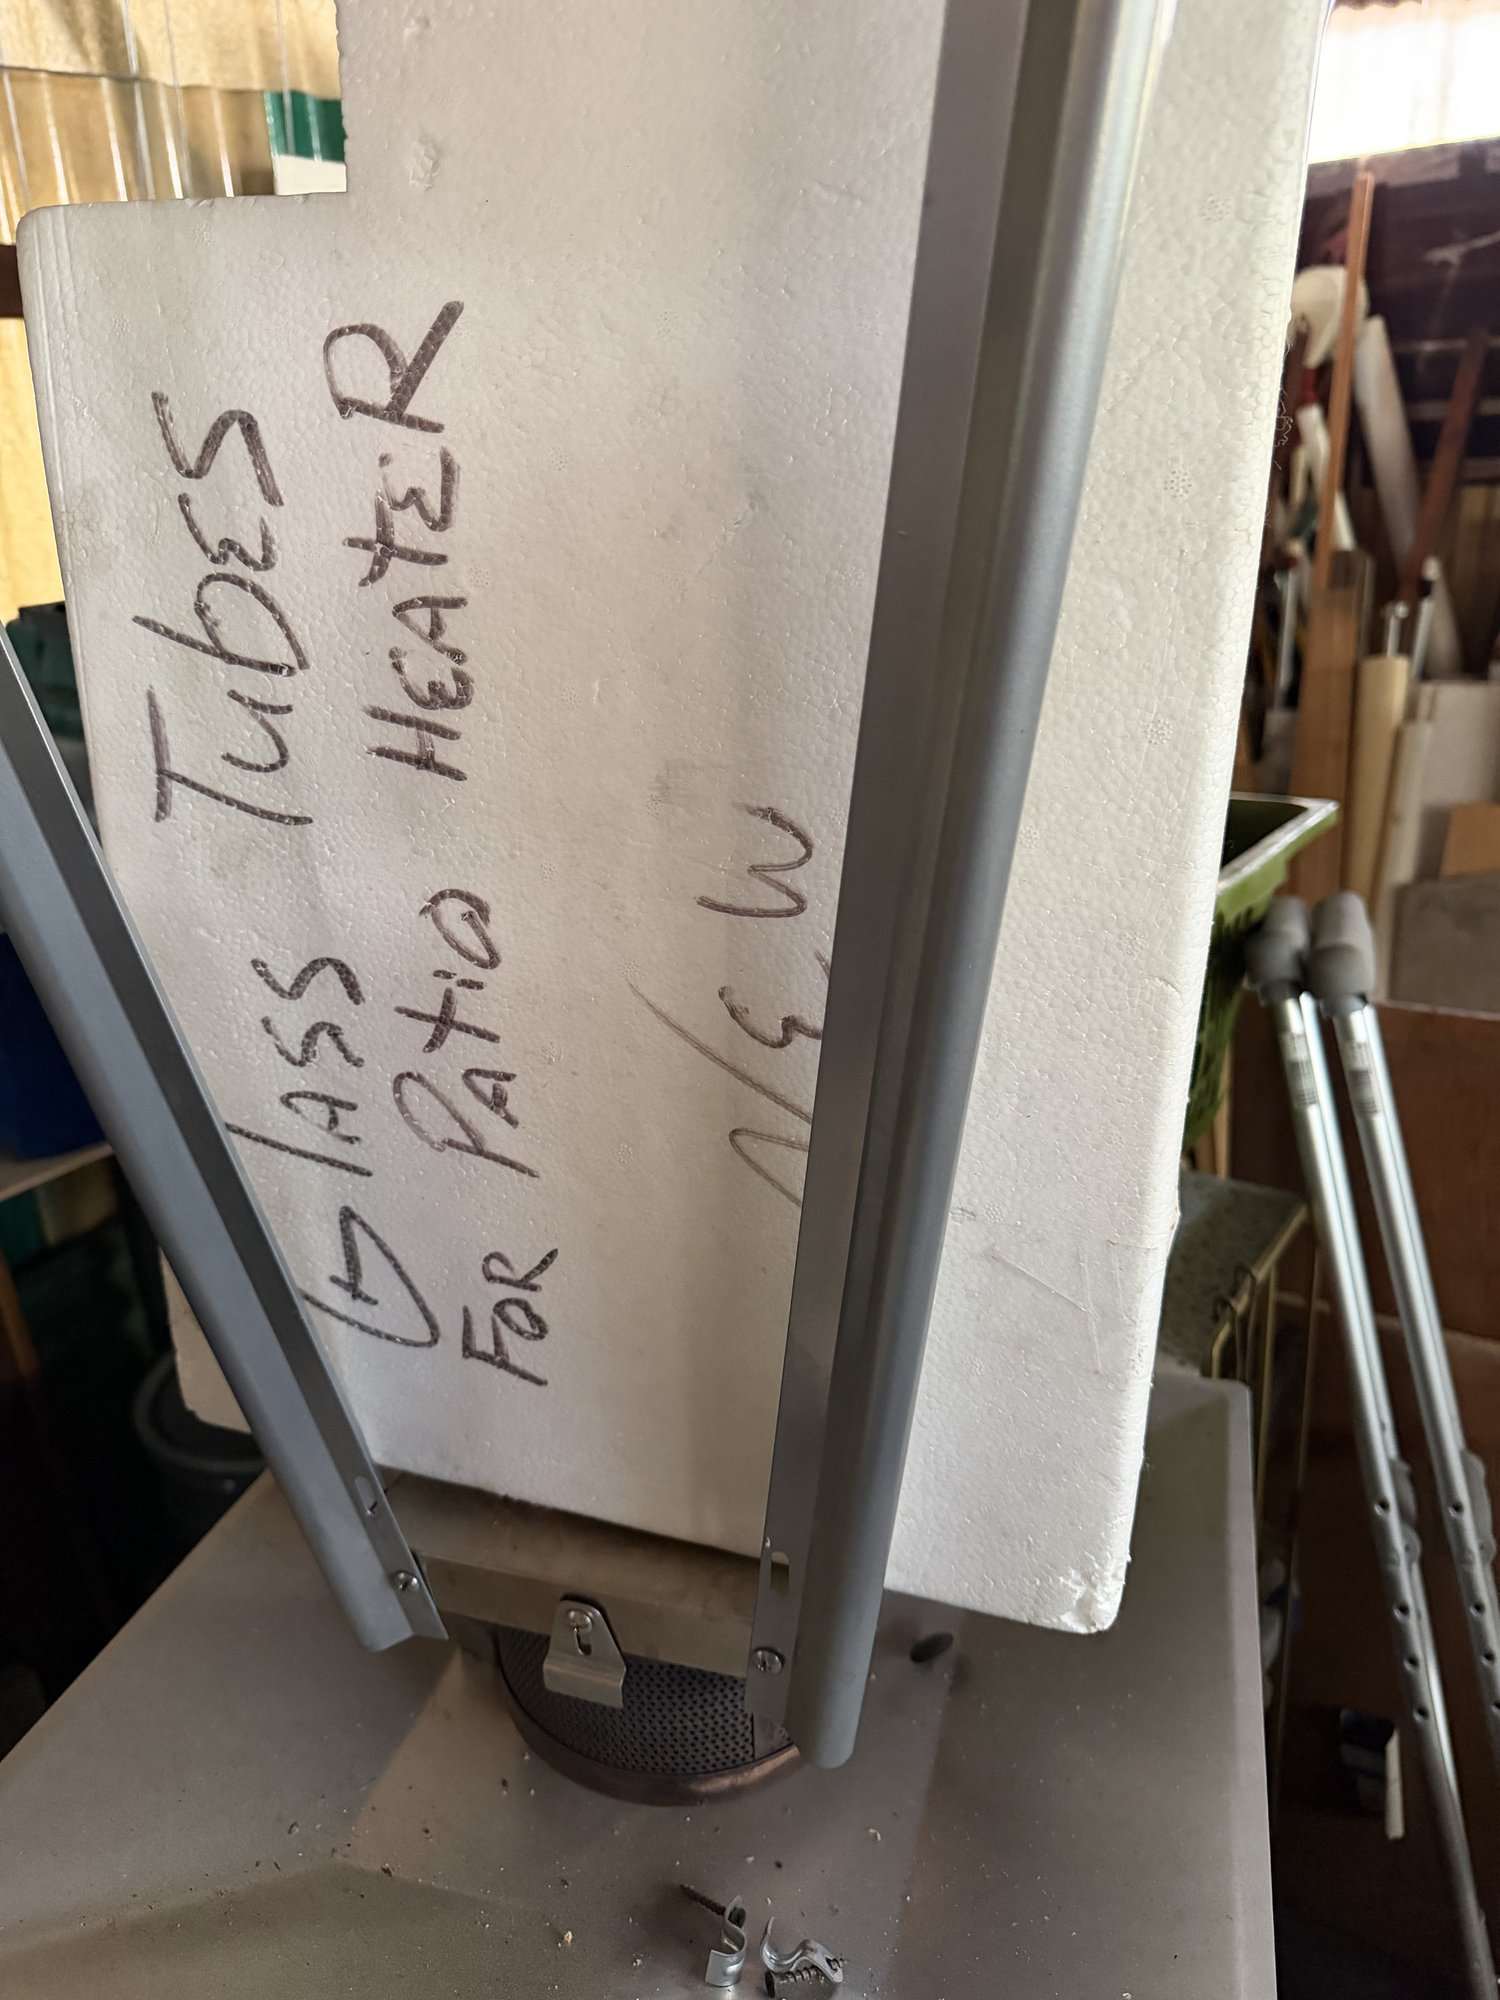 Glass Tubes
For Patio Heater
New